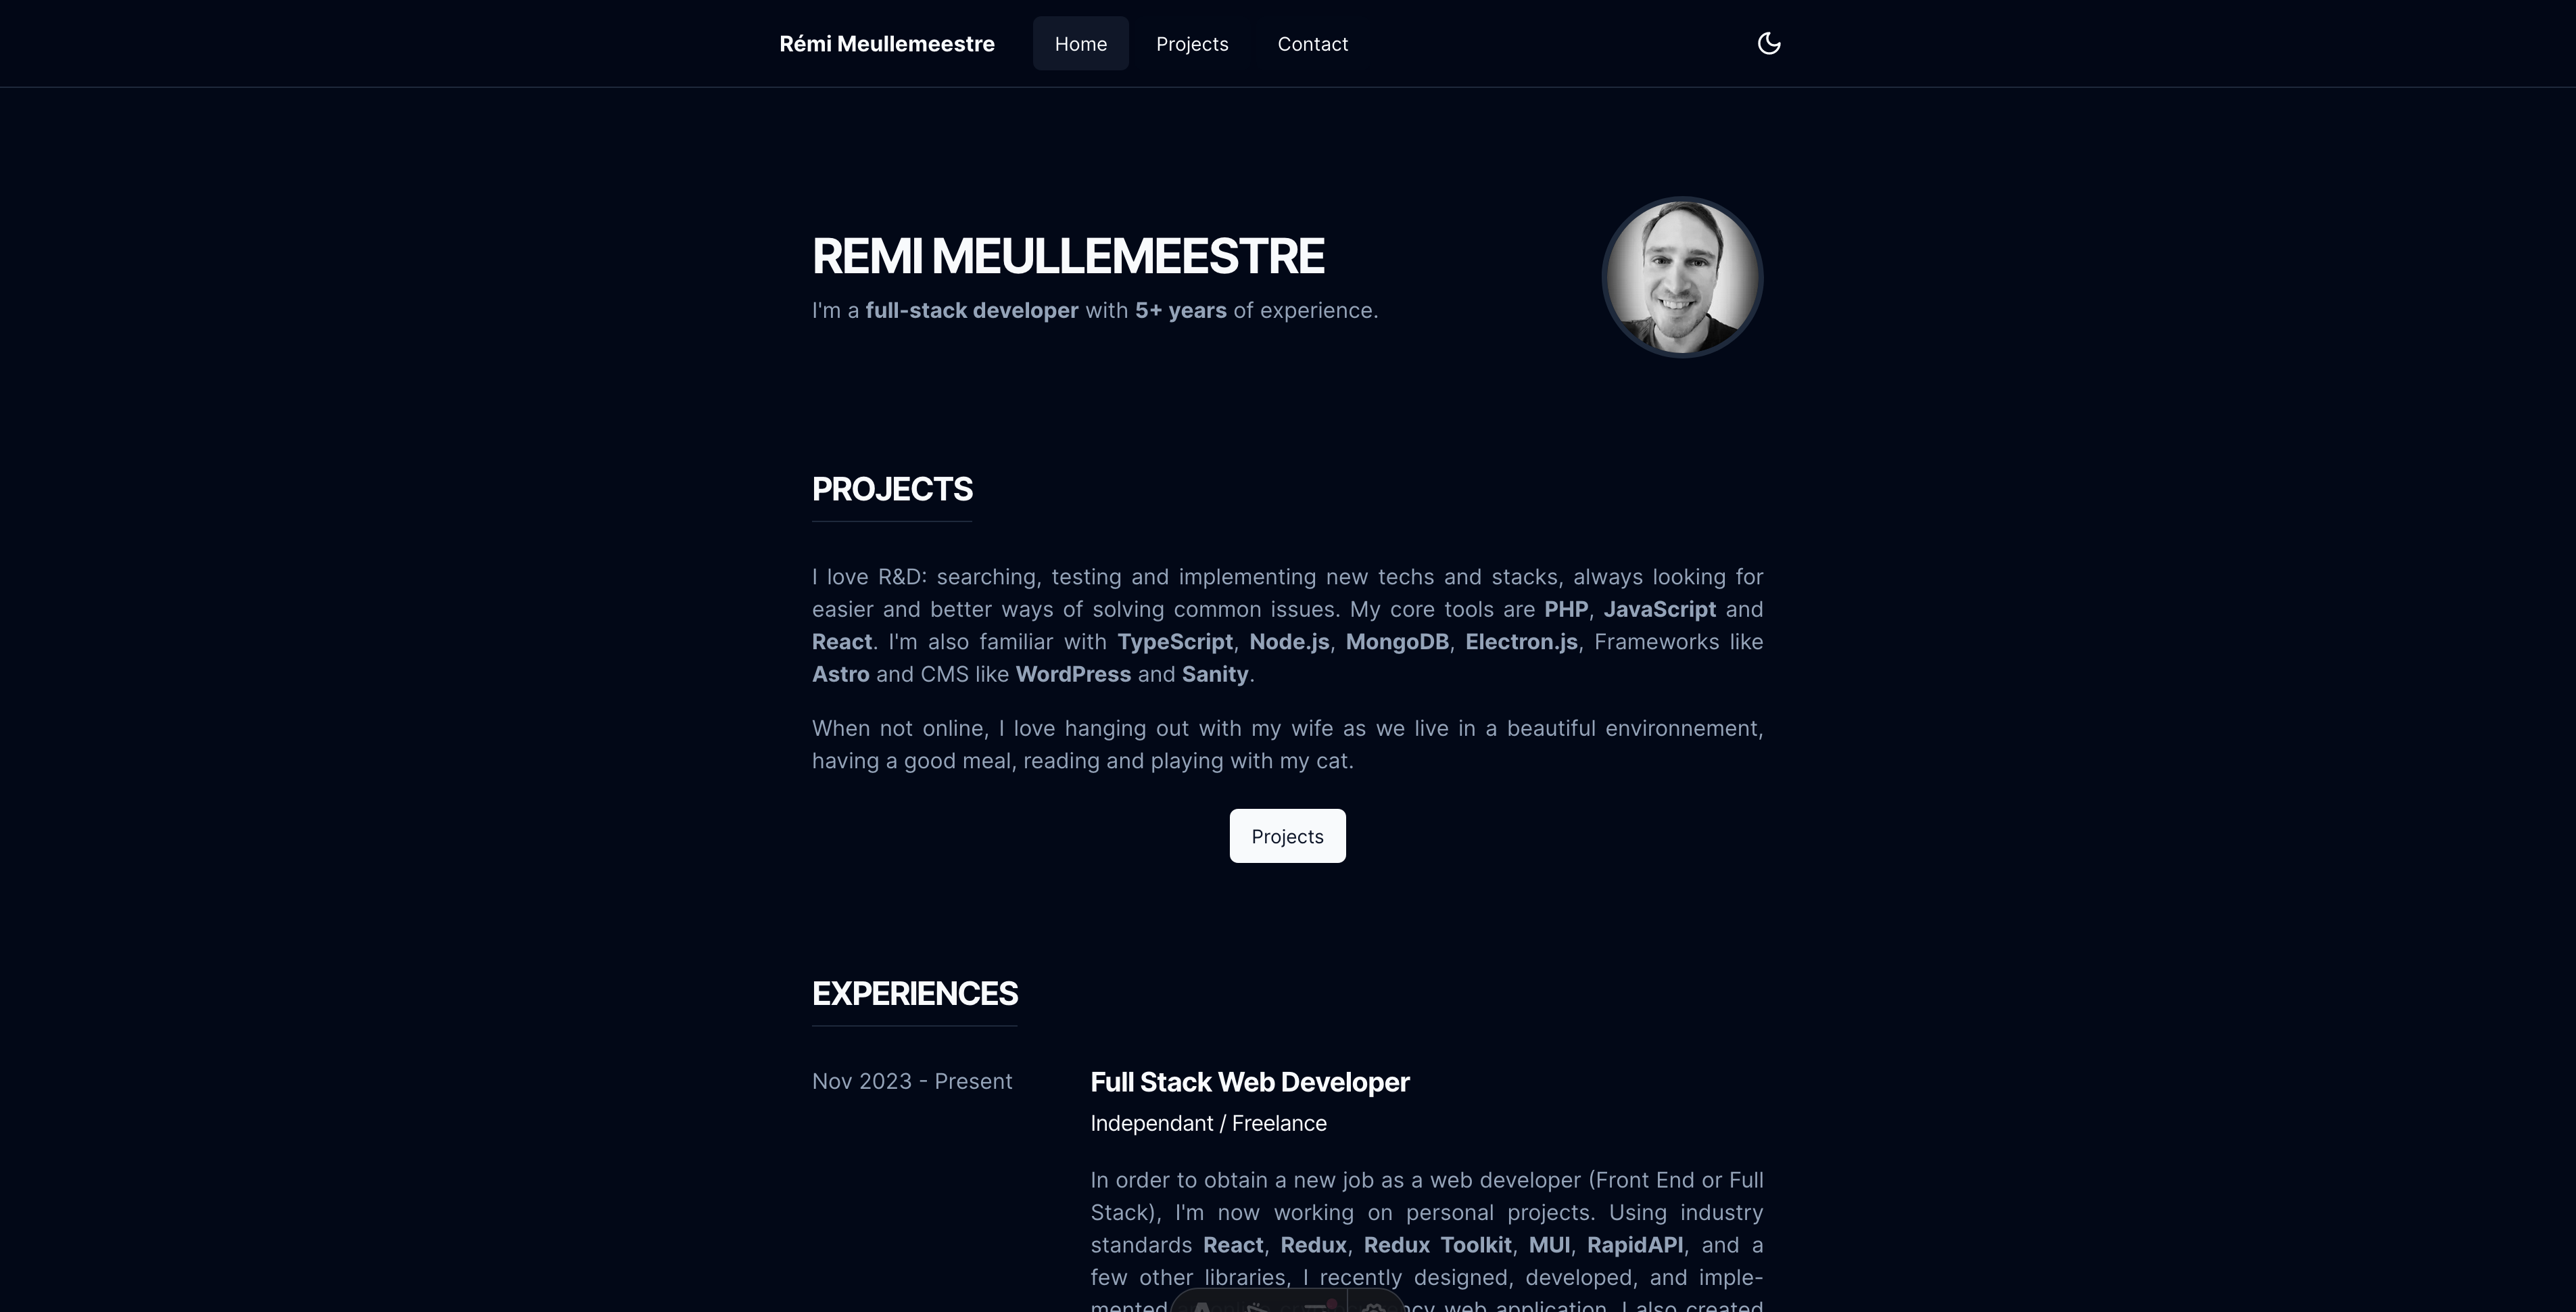 Rémi Meullemeestre
Home
Projects
Contact
REMI MEULLEMEESTRE
I'm a full-stack developer with 5+ years of experience.
PROJECTS
I love R&D: searching, testing and implementing new techs and stacks, always looking for
easier and better ways of solving common issues. My core tools are PHP, JavaScript and
React. I'm also familiar with TypeScript, Node.js, MongoDB, Electron.js, Frameworks like
Astro and CMS like WordPress and Sanity.
When not online, I love hanging out with my wife as we live in a beautiful environnement,
having a good meal, reading and playing with my cat.
Projects
EXPERIENCES
Nov 2023 - Present
Full Stack Web Developer
Independant / Freelance
In order to obtain a new job as a web developer (Front End or Full
Stack), I'm now working on personal projects. Using industry
standards React, Redux, Redux Toolkit, MUI, RapidAPI, and a
few other libraries, I recently designed, developed, and imple-
mented web application. I also created